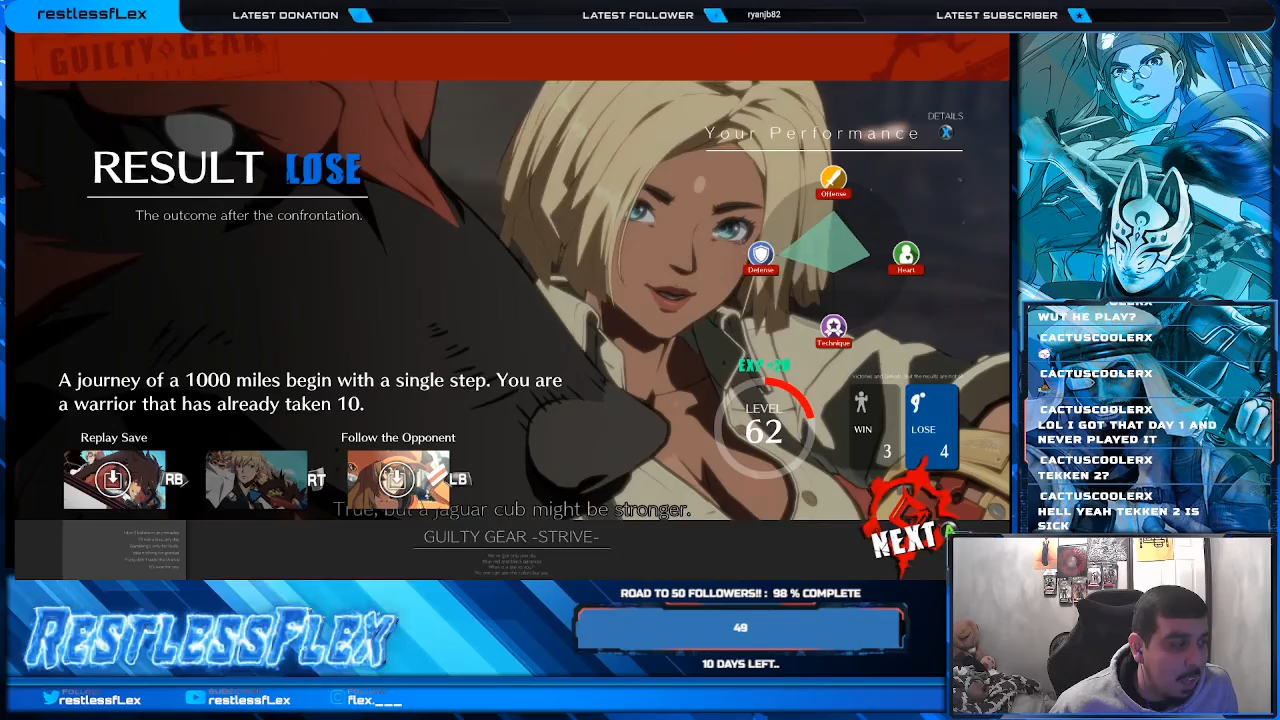 restlessfLex
LATEST DONATION
LATEST FOLLOWER
ryanjb82
LATEST SUBSCRIBER
GUILTY GEAR
DETAILS
Your Performance
X
RESULT LOSE
The outcome after the confrontation.
Offense
Defense
Heart
Technique
A journey of a 1000 miles begin with a single step. You are
a warrior that has already taken 10.
EXP +20
LEVEL
62
WIN
3
LOSE
4
Replay Save
Follow the Opponent
RB
RT
LB
True, but a jaguar cub might be stronger.
NEXT
GUILTY GEAR -STRIVE-
WUT HE PLAY?
CACTUSCOOLERX
CACTUSCOOLERX
CACTUSCOOLERX
LOL I GOT THAT DAY 1 AND
NEVER PLAYED IT
CACTUSCOOLERX
TEKKEN 2?
CACTUSCOOLERX
HELL YEAH TEKKEN 2 IS
SICK
RESTLESSFLEX
ROAD TO 50 FOLLOWERS!! : 98 % COMPLETE
49
10 DAYS LEFT..
FOLLOW
restlessfLex
restlessfLex
flex.___